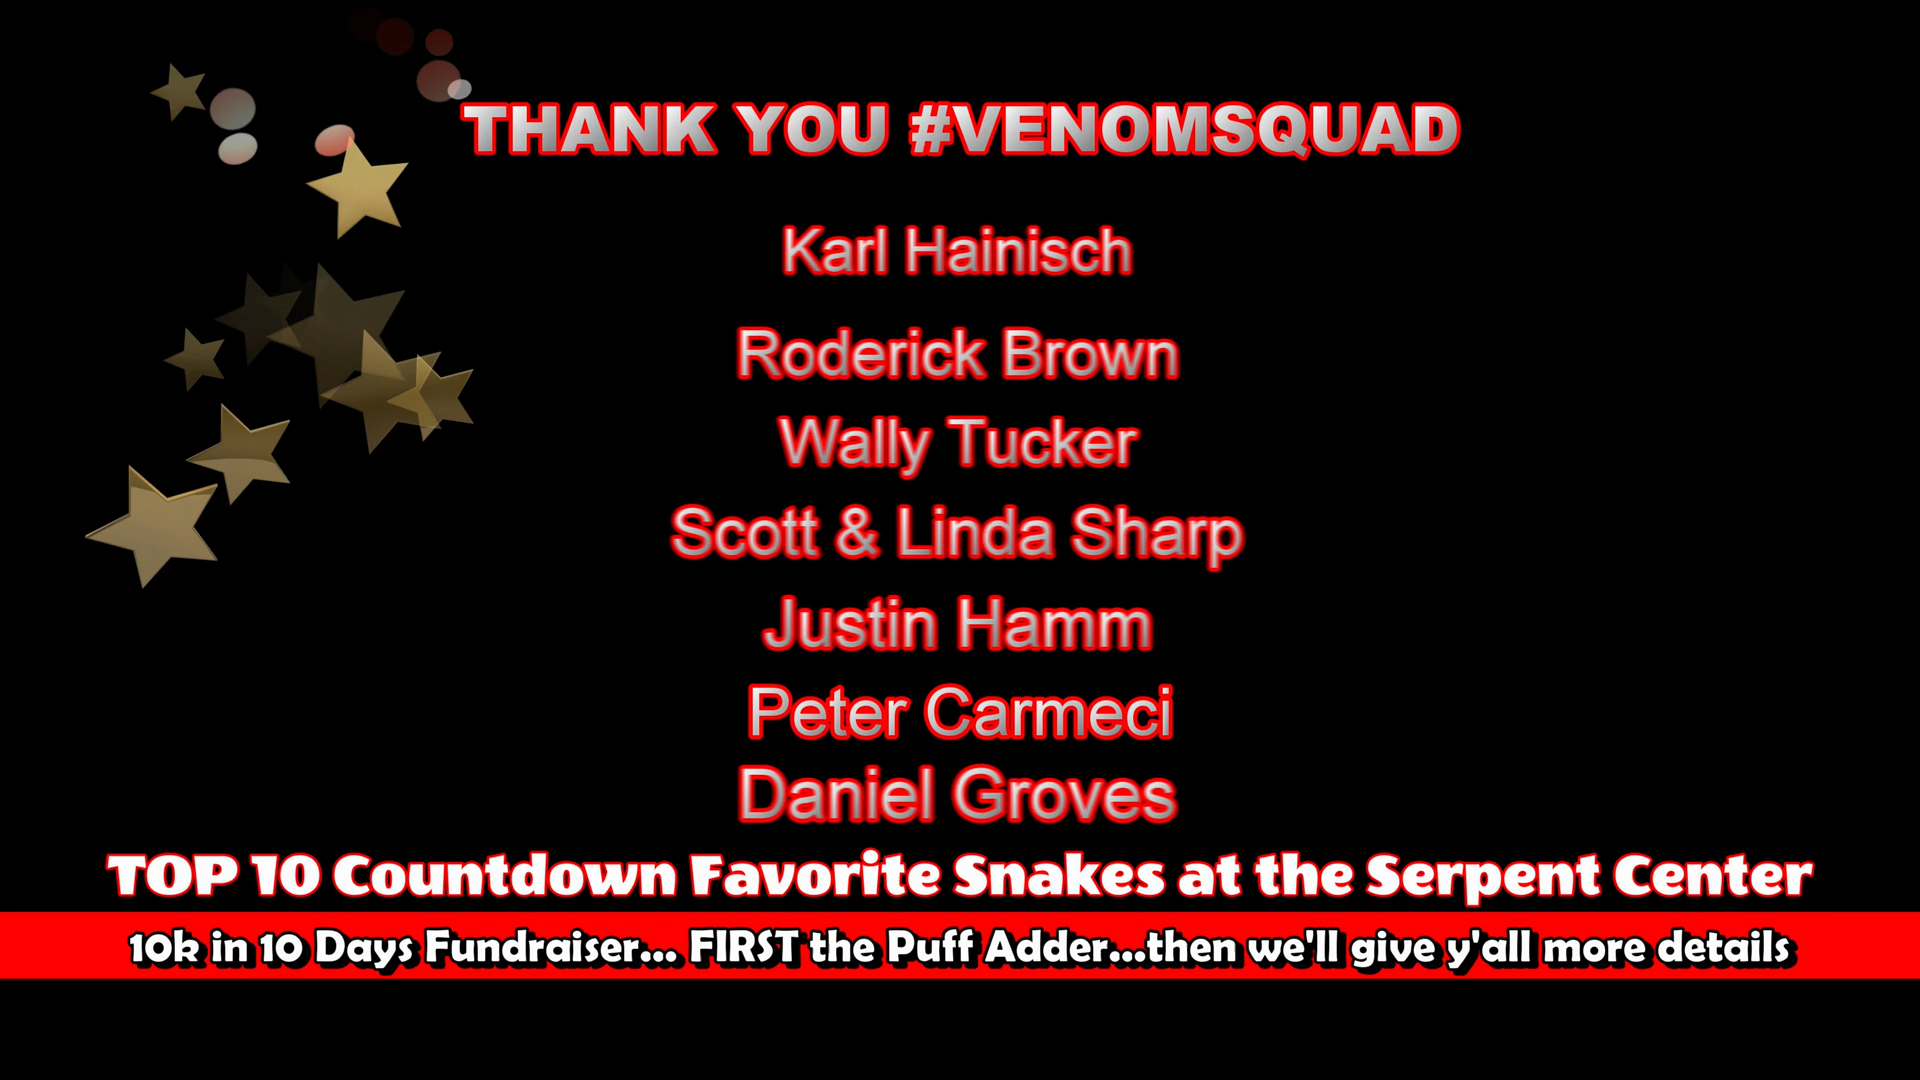 THANK YOU #VENOMSQUAD
Karl Hainisch
Roderick Brown
Wally Tucker
Scott & Linda Sharp
Justin Hamm
Peter Carmeci
Daniel Groves
TOP 10 Countdown Favorite Snakes at the Serpent Center
10k in 10 Days Fundraiser... FIRST the Puff Adder...then we'll give y'all more details